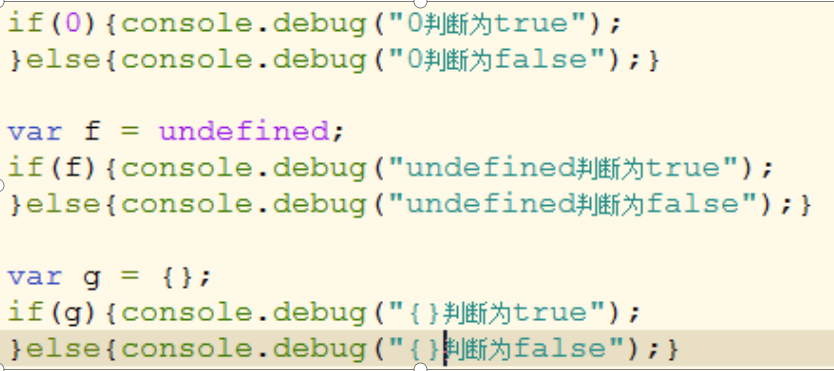 if(0){console.debug("0判断为true");
}else{console.debug("0判断为false");}
var f = undefined;
if(f){console.debug("undefined判断为true");
}else{console.debug("undefined判断为false");}
var g = {};
if(g){console.debug("{}判断为true");
}else{console.debug("{}判断为false");}